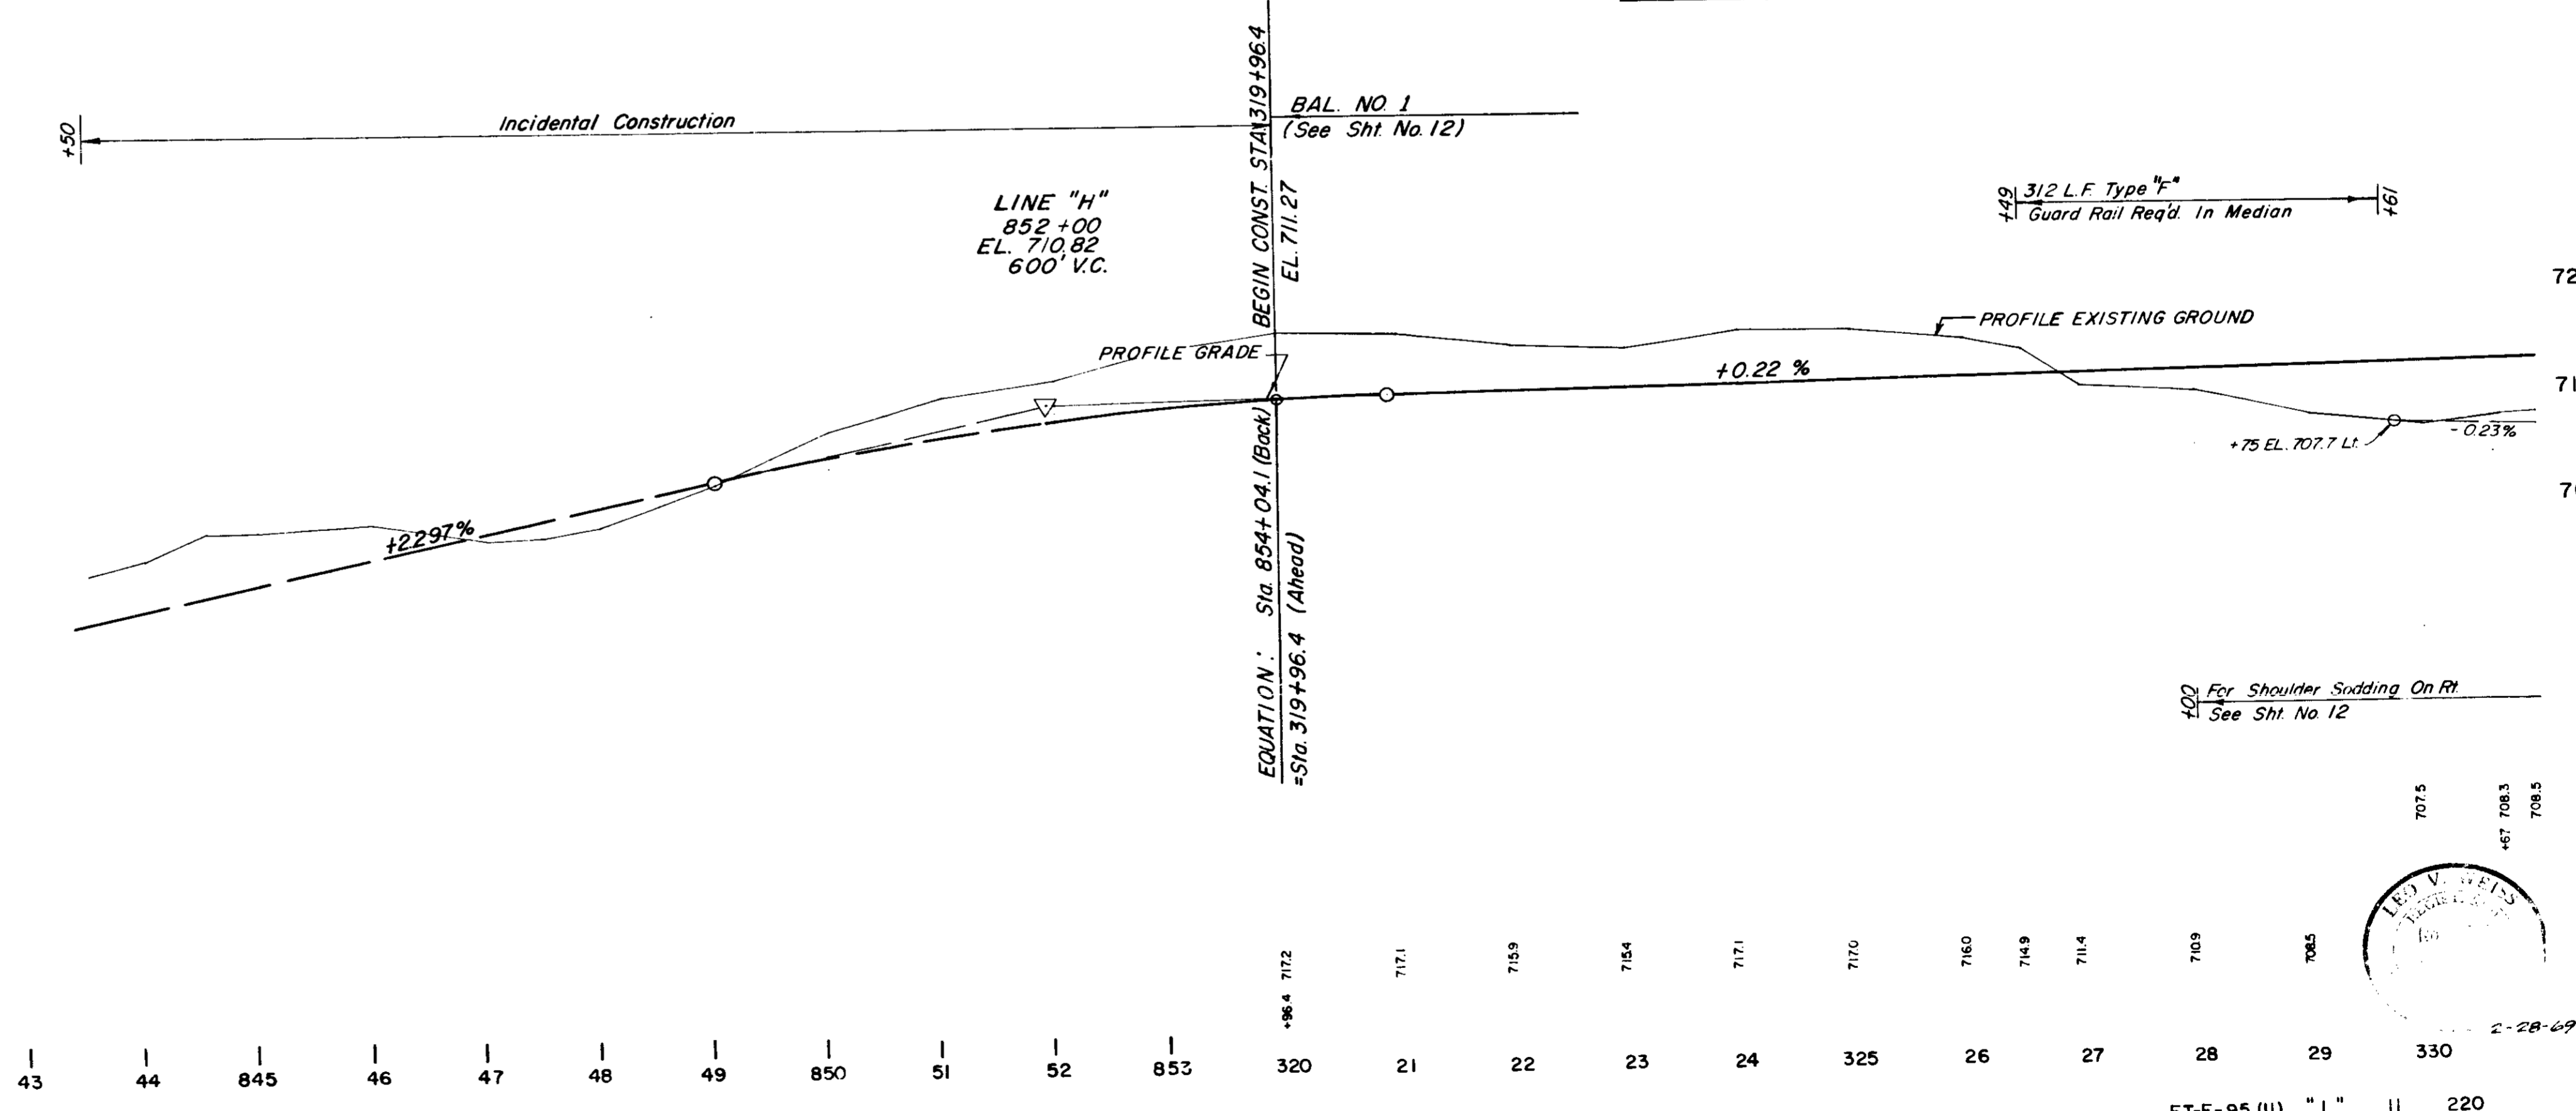 +50
Incidental Construction
BEGIN CONST. STA. 319+96.4
EL. 711.27
BAL. NO. 1
(See Sht. No. 12)
LINE "H"
852 +00
EL. 710.82
600' V.C.
+49
312 L.F. Type "F"
Guard Rail Req'd. In Median
+61
PROFILE EXISTING GROUND
PROFILE GRADE
+0.22 %
+75 EL. 707.7 Lt.
-0.23%
+2.297%
EQUATION: Sta. 854+04.1 (Back)
=Sta. 319+96.4 (Ahead)
+00
For Shoulder Sodding On Rt.
See Sht. No. 12
707.5
+67 708.3
708.5
LEO V. WEISS
+96.4 717.2
717.1
715.9
715.4
717.1
717.0
716.0
714.9
711.4
710.9
708.5
2-28-69
43 44 845 46 47 48 49 850 51 52 853 320 21 22 23 24 325 26 27 28 29 330
"L" 11 220